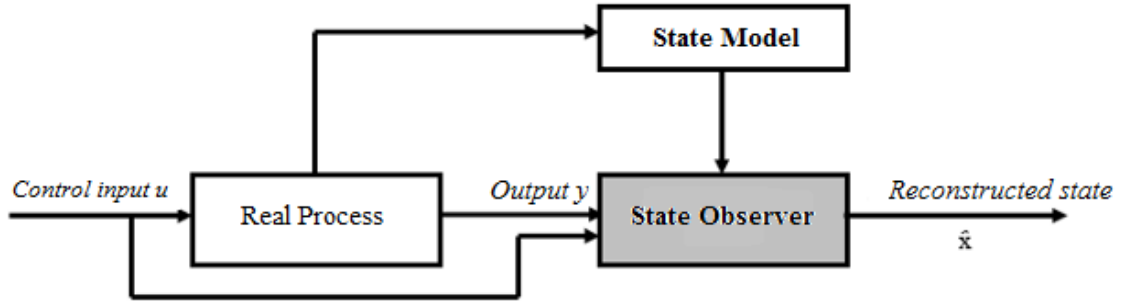 State Model
Control input u
Real Process
Output y
State Observer
Reconstructed state
x̂